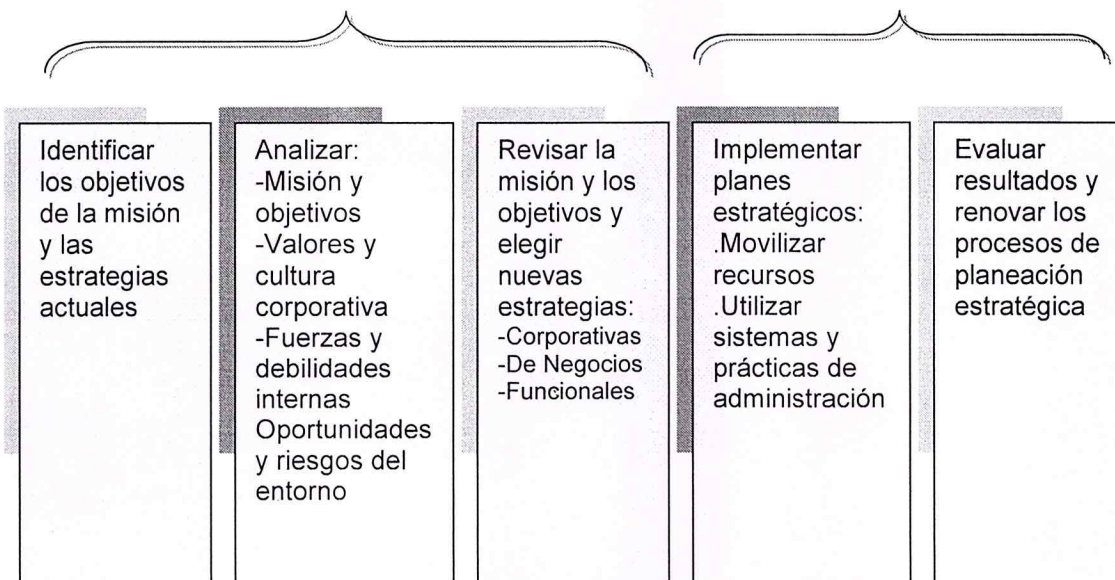 Identificar
los objetivos
de la misión
y las
estrategias
actuales
Analizar:
-Misión y
objetivos
-Valores y
cultura
corporativa
-Fuerzas y
debilidades
internas
Oportunidades
y riesgos del
entorno
Revisar la
misión y los
objetivos y
elegir
nuevas
estrategias:
-Corporativas
-De Negocios
-Funcionales
Implementar
planes
estratégicos:
.Movilizar
recursos
.Utilizar
sistemas y
prácticas de
administración
Evaluar
resultados y
renovar los
procesos de
planeación
estratégica